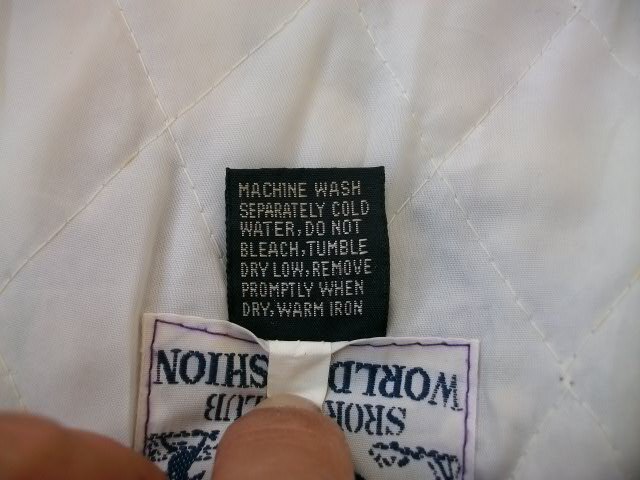 MACHINE WASH
SEPARATELY COLD
WATER, DO NOT
BLEACH, TUMBLE
DRY LOW, REMOVE
PROMPTLY WHEN
DRY, WARM IRON
WORLD